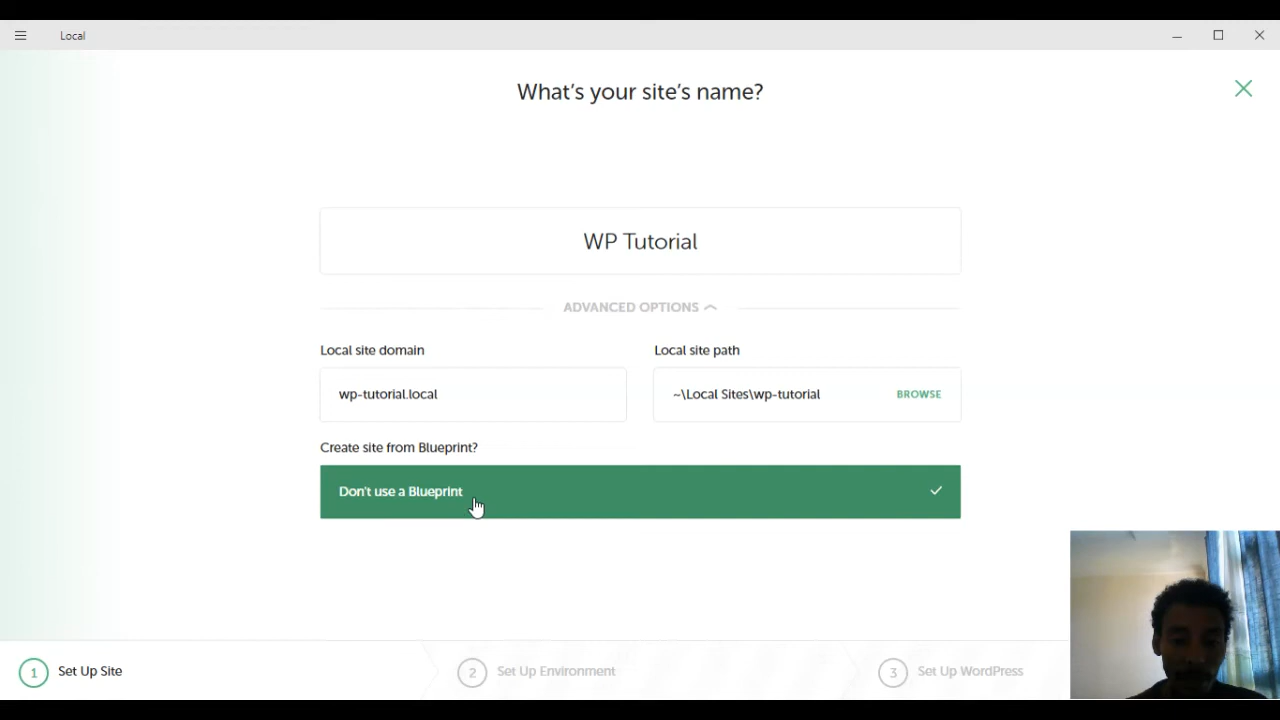 Local
What's your site's name?
WP Tutorial
ADVANCED OPTIONS
Local site domain
Local site path
wp-tutorial.local
~\Local Sites\wp-tutorial
BROWSE
Create site from Blueprint?
Don't use a Blueprint
1 Set Up Site
2 Set Up Environment
3 Set Up WordPress